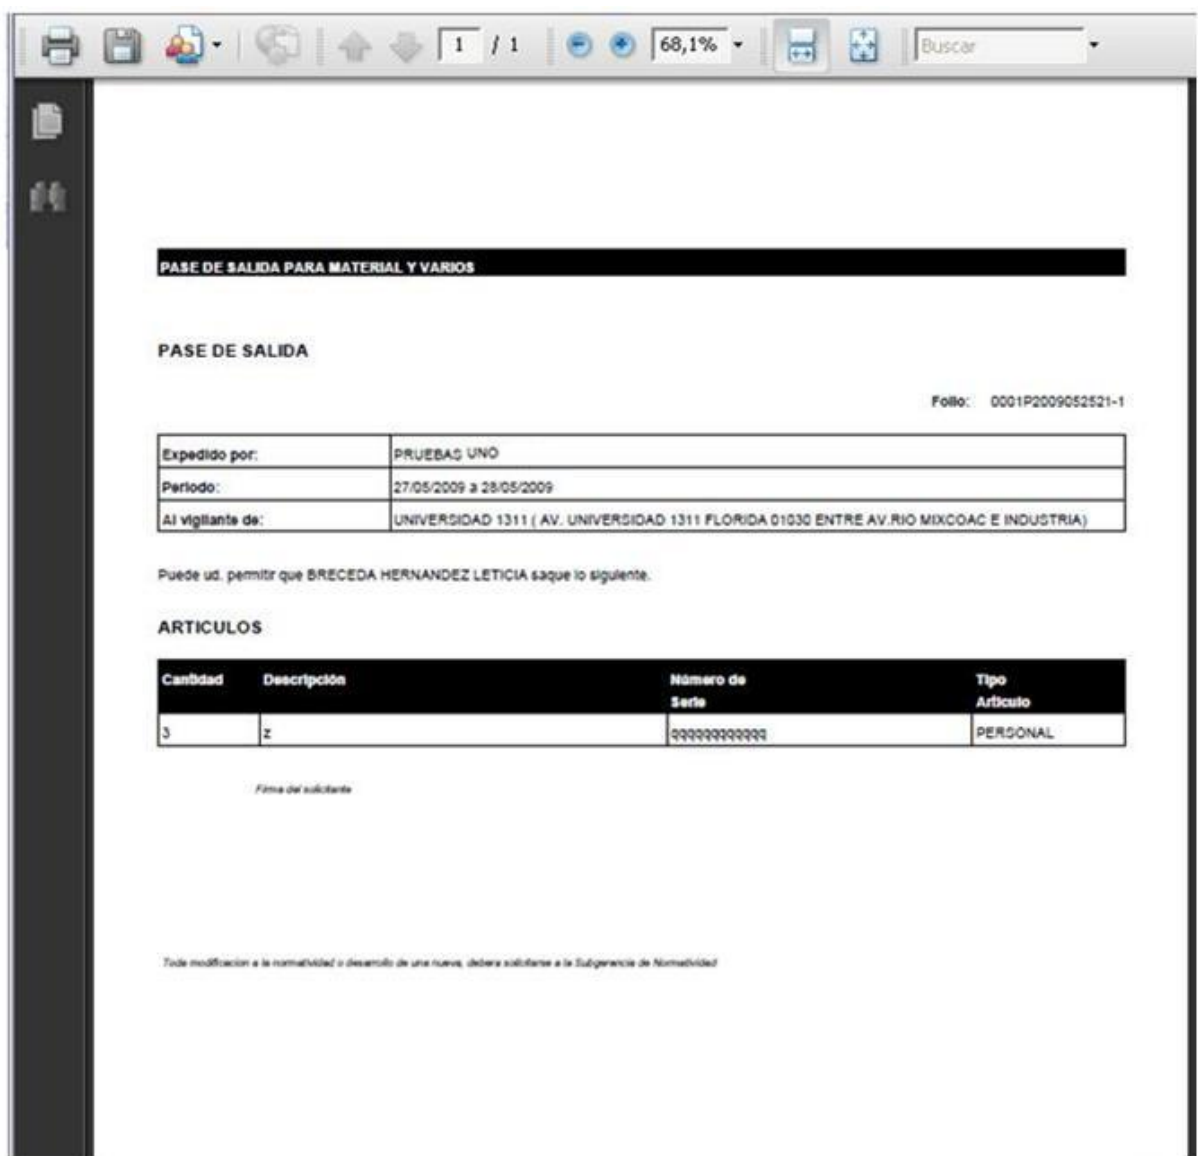 1 / 1 68,1% Buscar
PASE DE SALIDA PARA MATERIAL Y VARIOS
PASE DE SALIDA
Folio: 0001P2009052521-1
Expedido por: PRUEBAS UNO
Periodo: 27/05/2009 a 28/05/2009
Al vigilante de: UNIVERSIDAD 1311 ( AV. UNIVERSIDAD 1311 FLORIDA 01030 ENTRE AV.RIO MIXCOAC E INDUSTRIA)
Puede ud. permitir que BRECEDA HERNANDEZ LETICIA saque lo siguiente.
ARTICULOS
Cantidad Descripción Número de Tipo
Serie Articulo
3 z qqqqqqqqqqqq PERSONAL
Firma del solicitante
Toda modificacion a la normatividad o desarrollo de una nueva, debera solicitarse a la Subgerencia de Normatividad